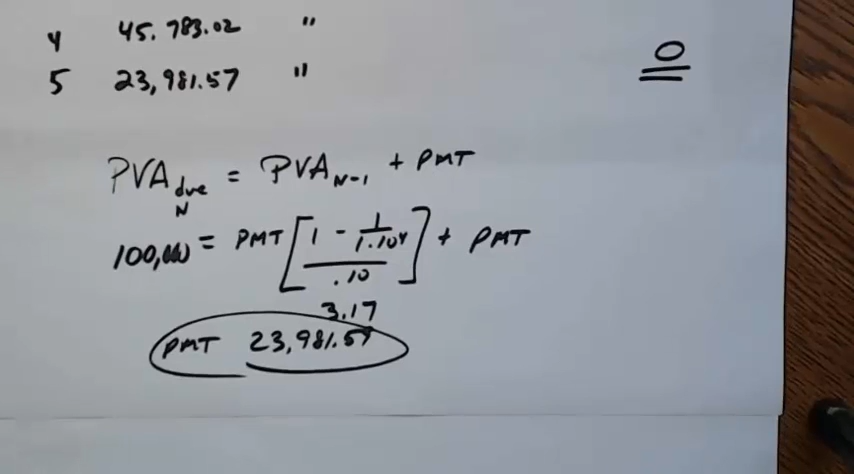 4 45.783.02 "
5 23,981.57 "
0
PVA due N = PVA N-1 + PMT
100,000 = PMT [ 1 - 1/1.10⁴ / .10 ] + PMT
3.17
PMT 23,981.57